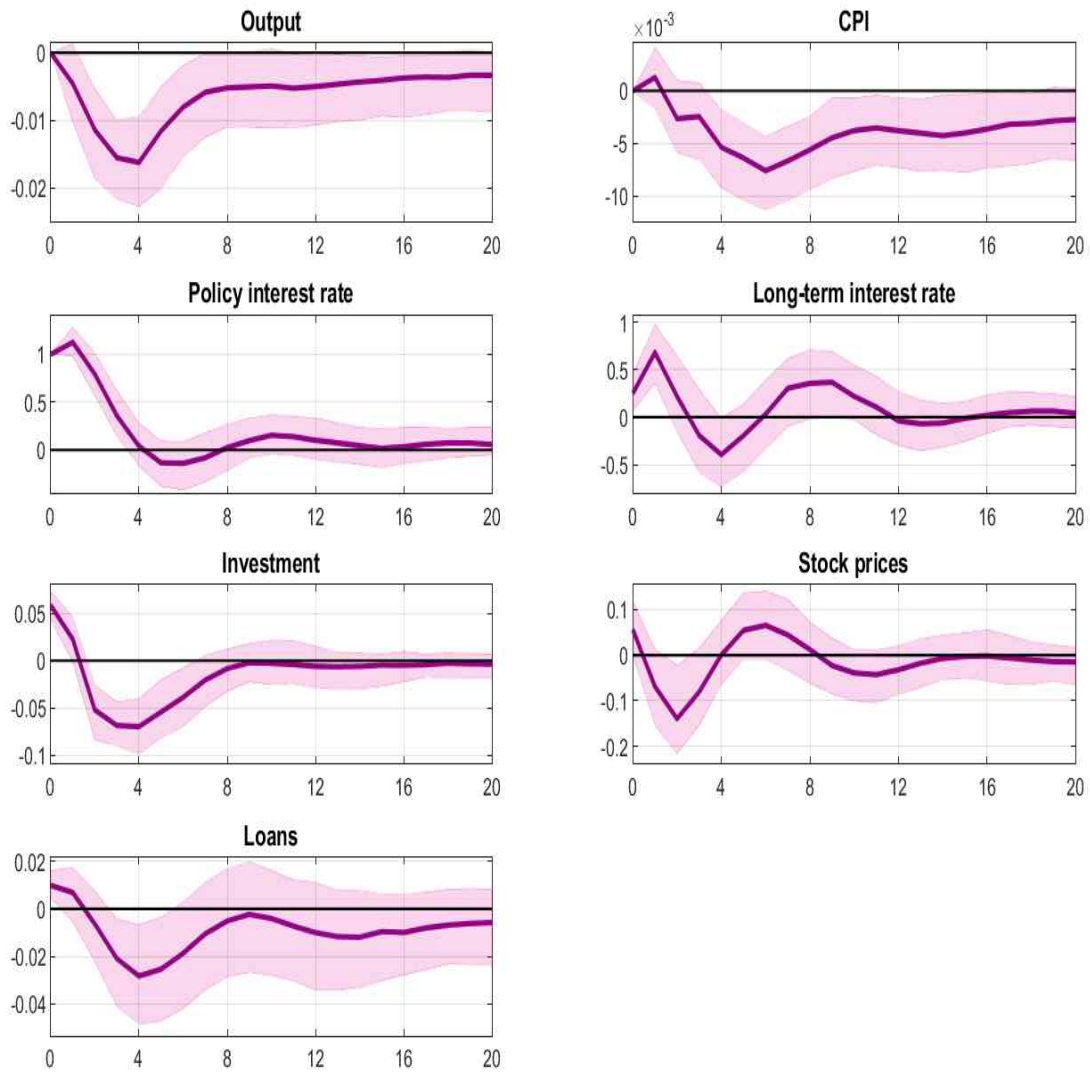 Output
0
-0.01
-0.02
0 4 8 12 16 20
CPI
×10-3
0
-5
-10
0 4 8 12 16 20
Policy interest rate
1
0.5
0
0 4 8 12 16 20
Long-term interest rate
1
0.5
0
-0.5
0 4 8 12 16 20
Investment
0.05
0
-0.05
-0.1
0 4 8 12 16 20
Stock prices
0.1
0
-0.1
-0.2
0 4 8 12 16 20
Loans
0.02
0
-0.02
-0.04
0 4 8 12 16 20